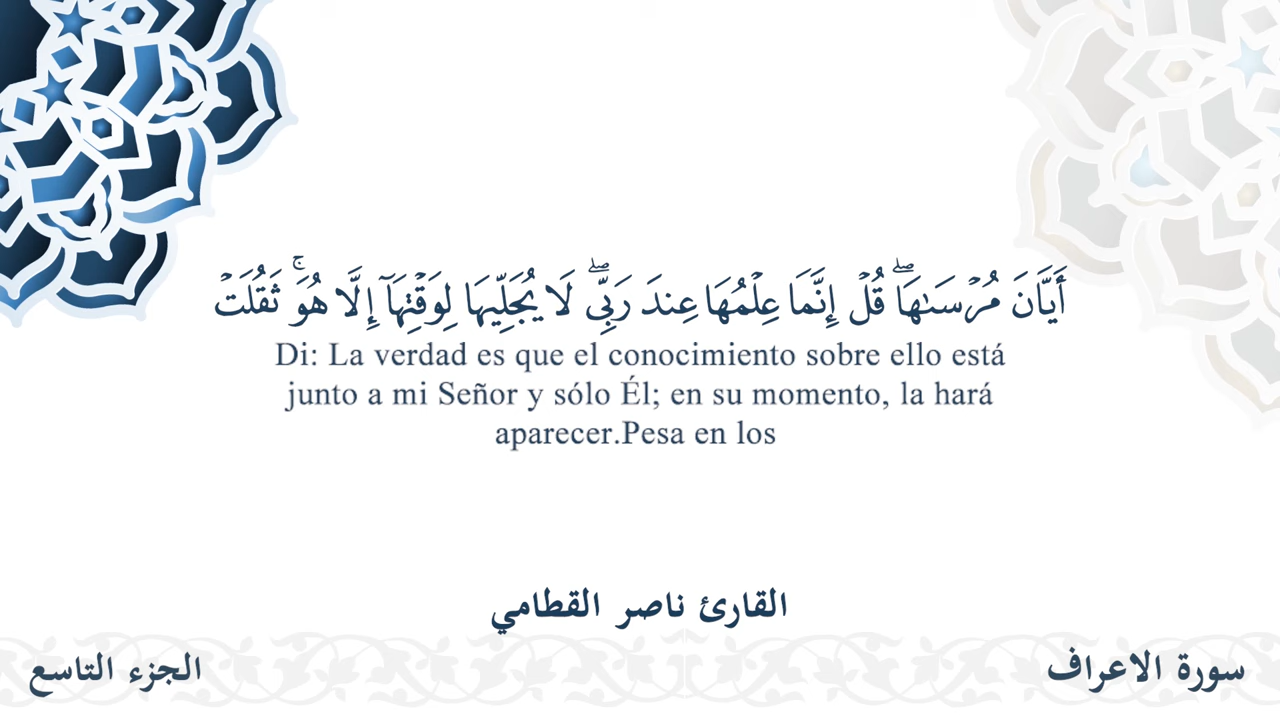 أَيَّانَ مُرْسَىٰهَا ۖ قُلْ إِنَّمَا عِلْمُهَا عِندَ رَبِّى ۖ لَا يُجَلِّيهَا لِوَقْتِهَآ إِلَّا هُوَ ۚ ثَقُلَتْ
Di: La verdad es que el conocimiento sobre ello está
junto a mi Señor y sólo Él; en su momento, la hará
aparecer.Pesa en los
القارئ ناصر القطامي
سورة الاعراف
الجزء التاسع